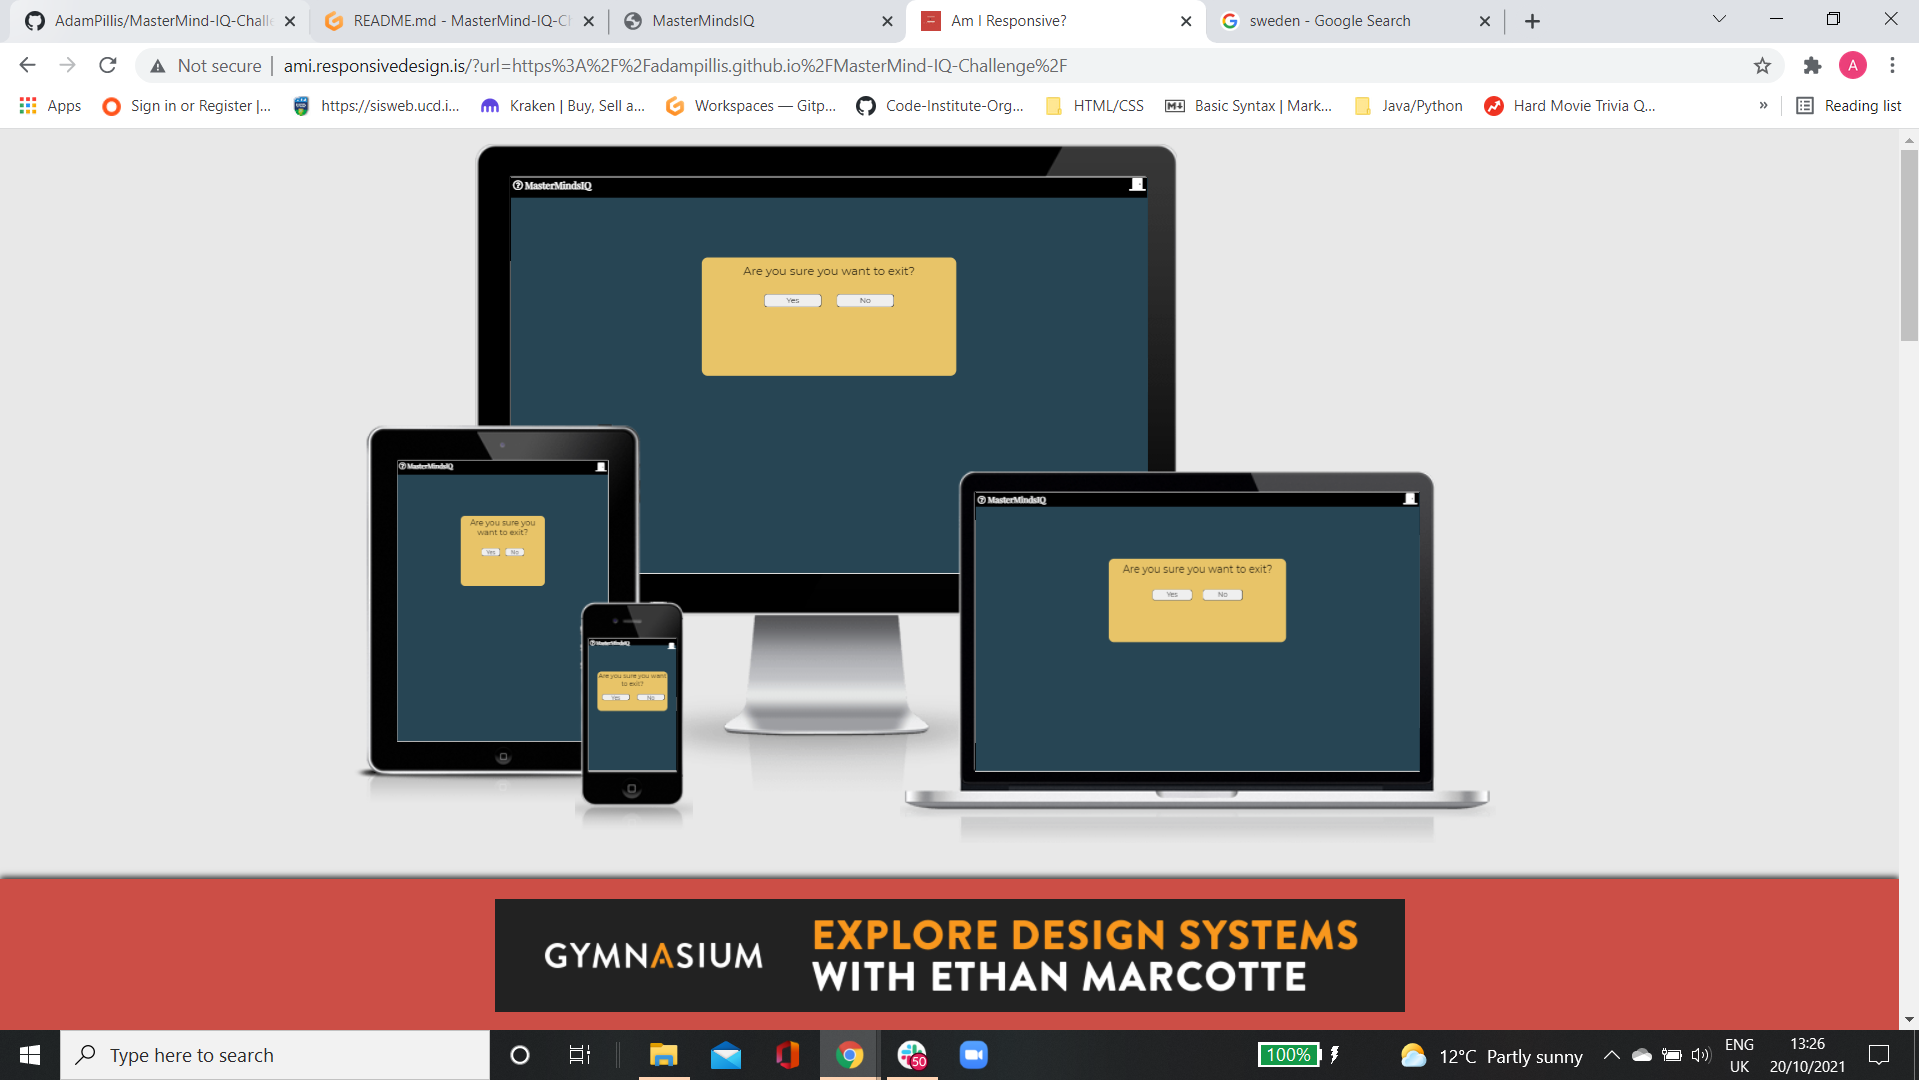 AdamPillis/MasterMind-IQ-Challe
README.md - MasterMind-IQ-Ch
MasterMindsIQ
Am I Responsive?
sweden - Google Search
Not secure
ami.responsivedesign.is/?url=https%3A%2F%2Fadampillis.github.io%2FMasterMind-IQ-Challenge%2F
A
Apps
Sign in or Register |...
https://sisweb.ucd.i...
Kraken | Buy, Sell a...
Workspaces — Gitp...
Code-Institute-Org...
HTML/CSS
Basic Syntax | Mark...
Java/Python
Hard Movie Trivia Q...
»
Reading list
MasterMindsIQ
Are you sure you want to exit?
Yes
No
MasterMindsIQ
Are you sure you
want to exit?
Yes
No
MasterMindsIQ
Are you sure you want
to exit?
Yes
No
MasterMindsIQ
Are you sure you want to exit?
Yes
No
GYMNASIUM
EXPLORE DESIGN SYSTEMS
WITH ETHAN MARCOTTE
Type here to search
50
100%
12°C Partly sunny
ENG
UK
13:26
20/10/2021